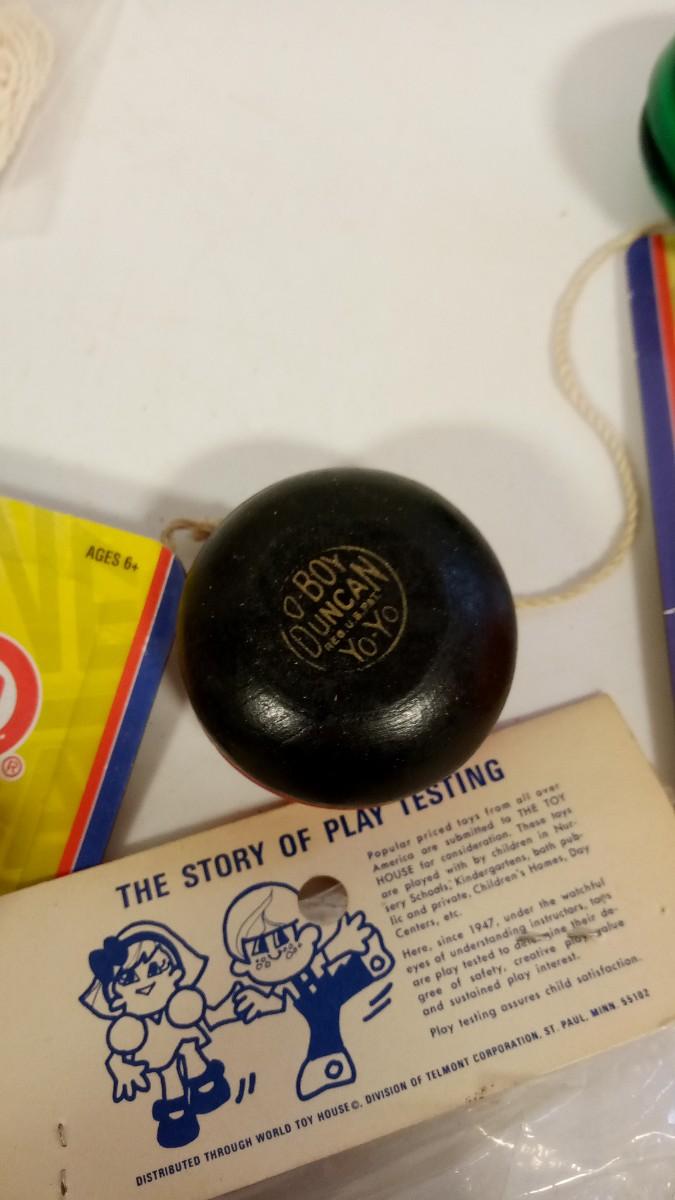 AGES 6+
®
O-BOY
DUNCAN
REG. U.S. PAT.
YO-YO
THE STORY OF PLAY TESTING
Popular priced toys from all over
America are submitted to THE TOY
HOUSE for consideration. These toys
are played with by children in Nur-
sery Schools; Kindergartens, both pub-
lic and private, Children's Homes, Day
Centers, etc.
Here, since 1947, under the watchful
eyes of understanding instructors, toys
are play tested to determine their de-
gree of safety, creative play value
and sustained play interest.
Play testing assures child satisfaction.
DISTRIBUTED THROUGH WORLD TOY HOUSE©, DIVISION OF TELMONT CORPORATION, ST. PAUL, MINN. 55102